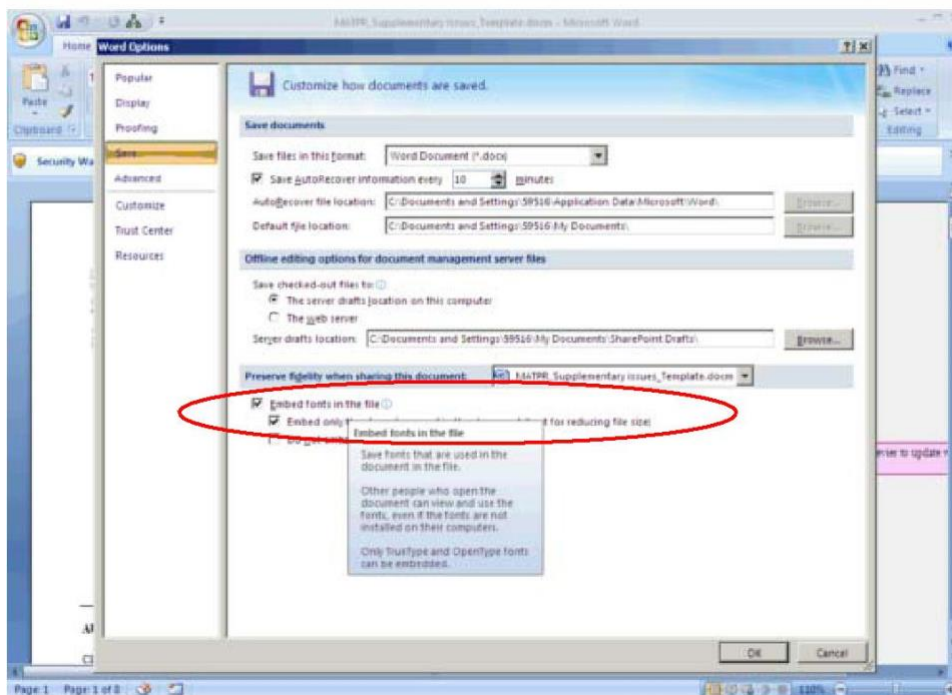 MATPR_Supplementary issues_Template.docm - Microsoft Word
Home
Word Options
Paste
Clipboard
Find
Replace
Select
Editing
Security Wa
Popular
Display
Proofing
Save
Advanced
Customize
Trust Center
Resources
Customize how documents are saved.
Save documents
Save files in this format: Word Document (*.docx)
Save AutoRecover information every 10 minutes
AutoRecover file location: C:\Documents and Settings\59516\Application Data\Microsoft\Word\ Browse...
Default file location: C:\Documents and Settings\59516\My Documents\ Browse...
Offline editing options for document management server files
Save checked-out files to:
The server drafts location on this computer
The web server
Server drafts location: C:\Documents and Settings\59516\My Documents\SharePoint Drafts\ Browse...
Preserve fidelity when sharing this document: MATPR_Supplementary issues_Template.docm
Embed fonts in the file
Embed only for reducing file size)
Embed fonts in the file
Save fonts that are used in the
document in the file.
Other people who open the
document can view and use the
fonts, even if the fonts are not
installed on their computers.
Only TrueType and OpenType fonts
can be embedded.
to update
OK Cancel
Page: 1 Page: 1 of 8 110%